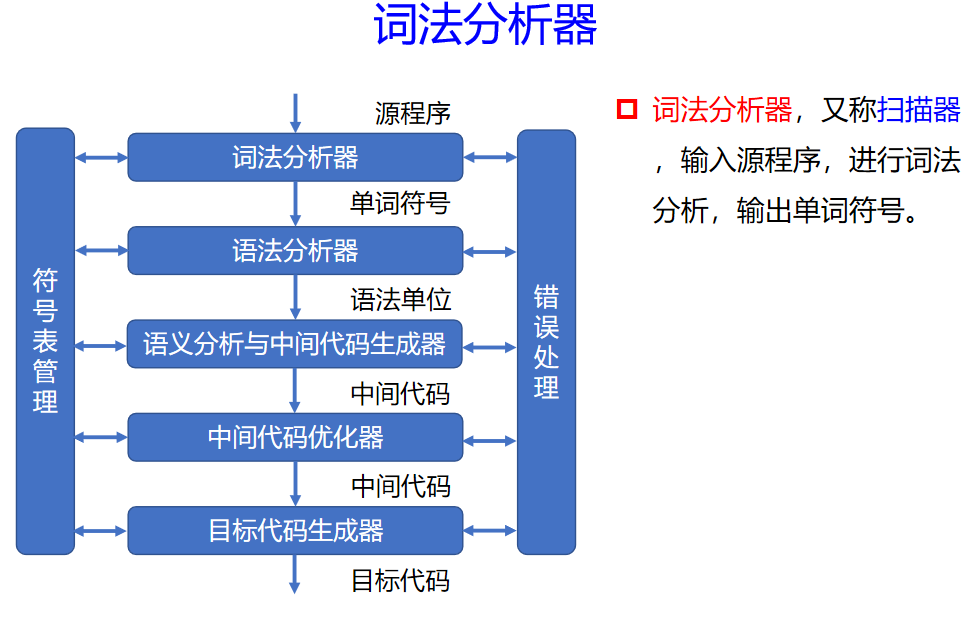 词法分析器
源程序
词法分析器
单词符号
语法分析器
语法单位
语义分析与中间代码生成器
中间代码
中间代码优化器
中间代码
目标代码生成器
目标代码
符号表管理
错误处理
词法分析器，又称扫描器
，输入源程序，进行词法
分析，输出单词符号。